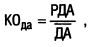 КОда = РДА / ДА ,